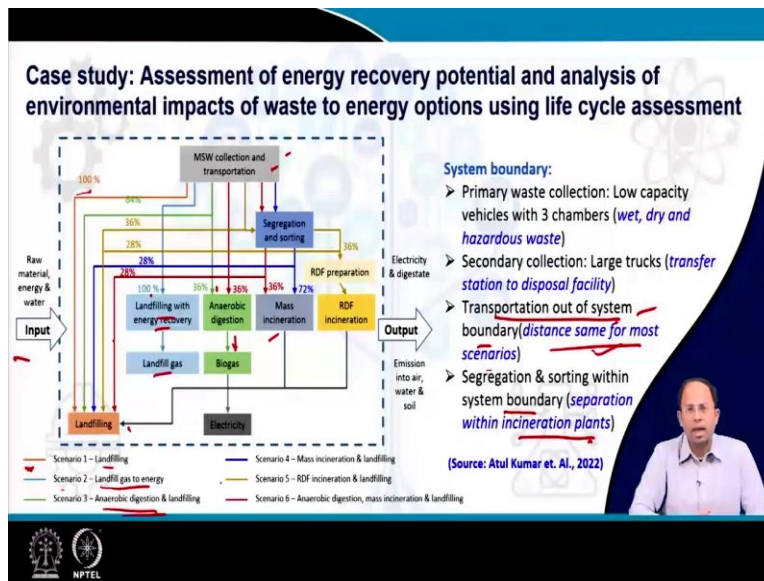 Case study: Assessment of energy recovery potential and analysis of
environmental impacts of waste to energy options using life cycle assessment
MSW collection and
transportation
100 %
64%
36%
28%
28%
28%
Segregation
and sorting
36%
RDF preparation
100 %
36%
36%
36%
72%
Raw
material,
energy &
water
Input
Landfilling with
energy recovery
Anaerobic
digestion
Mass
incineration
RDF
incineration
Landfill gas
Biogas
Landfilling
Electricity
Electricity
& digestate
Output
Emission
into air,
water &
soil
Scenario 1 – Landfilling
Scenario 2 – Landfill gas to energy
Scenario 3 – Anaerobic digestion & landfilling
Scenario 4 – Mass incineration & landfilling
Scenario 5 – RDF incineration & landfilling
Scenario 6 – Anaerobic digestion, mass incineration & landfilling
System boundary:
➢ Primary waste collection: Low capacity
vehicles with 3 chambers (wet, dry and
hazardous waste)
➢ Secondary collection: Large trucks (transfer
station to disposal facility)
➢ Transportation out of system
boundary(distance same for most
scenarios)
➢ Segregation & sorting within
system boundary (separation
within incineration plants)
(Source: Atul Kumar et. Al., 2022)
NPTEL